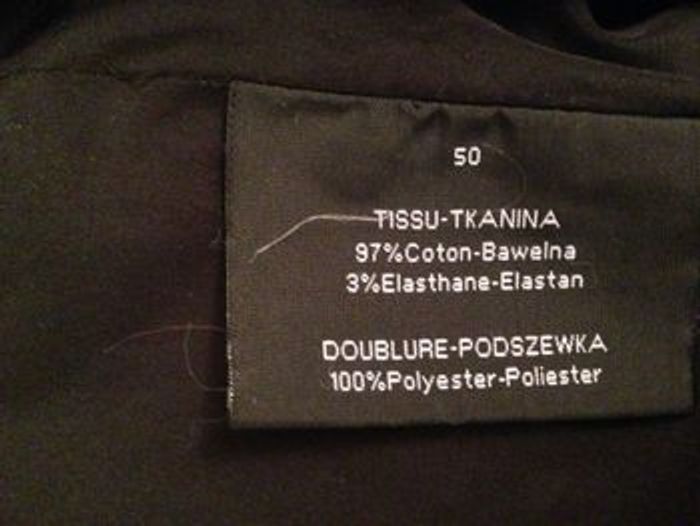 50
TISSU-TKANINA
97%Coton-Bawelna
3%Elasthane-Elastan
DOUBLURE-PODSZEWKA
100%Polyester-Poliester